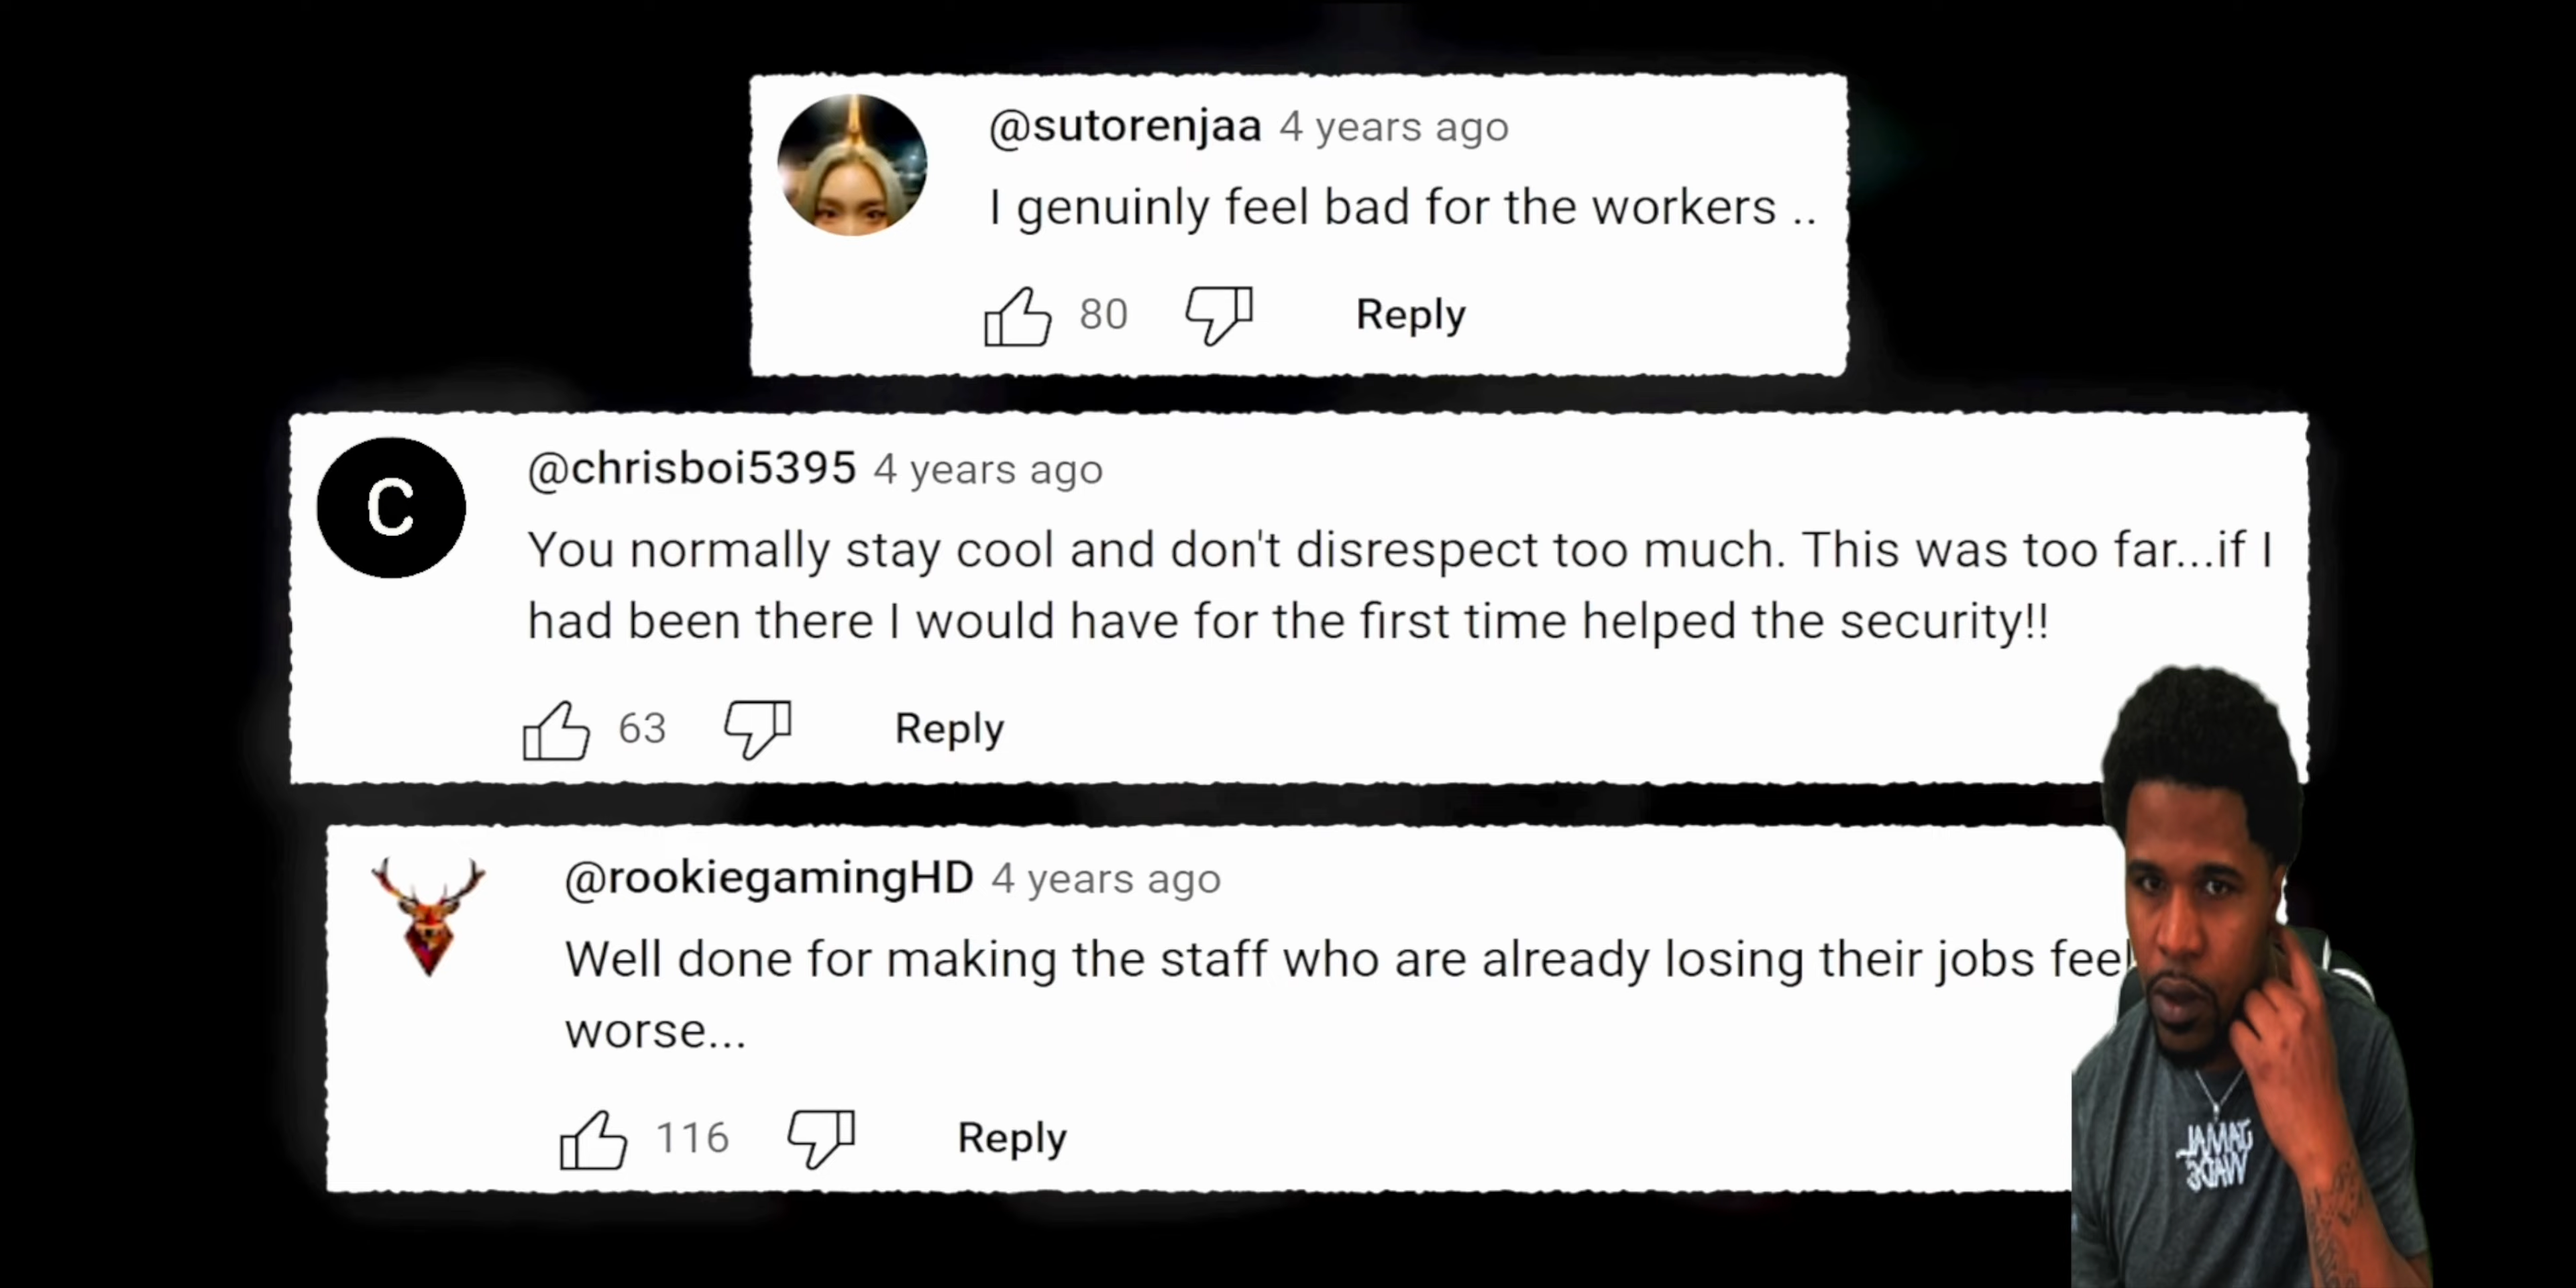 @sutorenjaa 4 years ago
I genuinly feel bad for the workers ..
80 Reply
C
@chrisboi5395 4 years ago
You normally stay cool and don't disrespect too much. This was too far...if I
had been there I would have for the first time helped the security!!
63 Reply
@rookiegamingHD 4 years ago
Well done for making the staff who are already losing their jobs feel
worse...
116 Reply
JAMAL
WADE